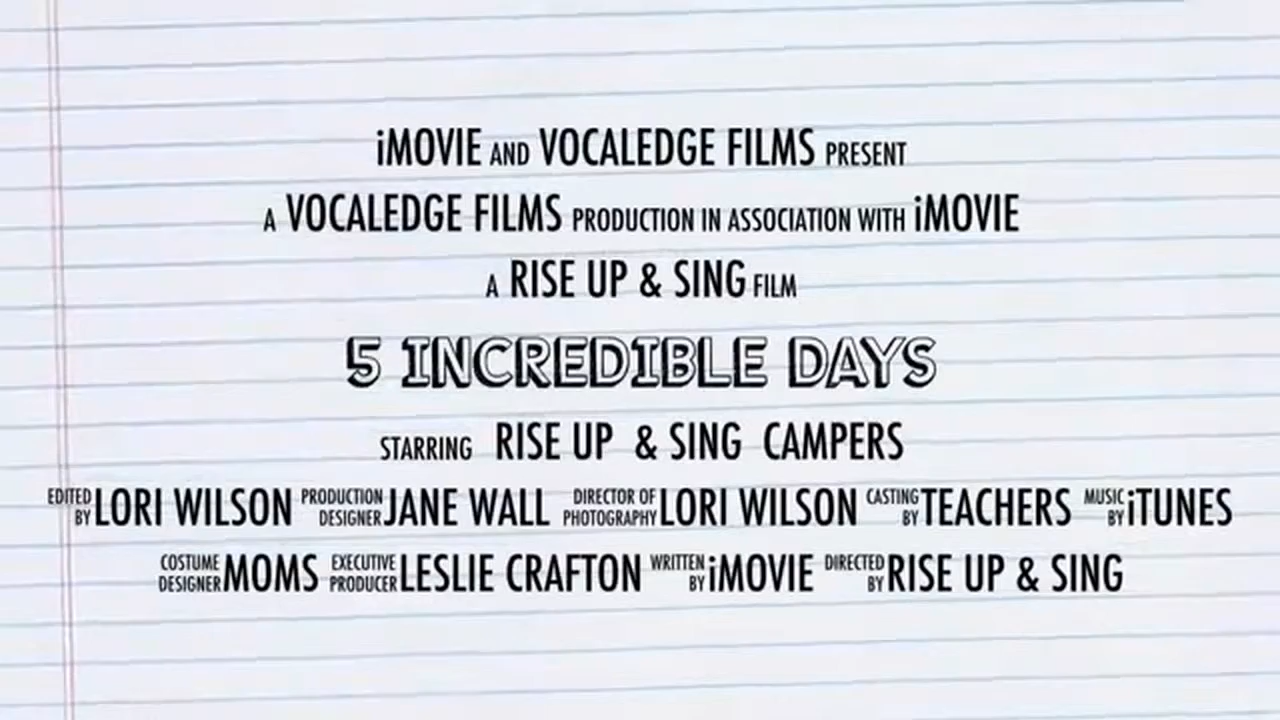 iMOVIE AND VOCALEDGE FILMS PRESENT
A VOCALEDGE FILMS PRODUCTION IN ASSOCIATION WITH iMOVIE
A RISE UP & SING FILM
5 INCREDIBLE DAYS
STARRING RISE UP & SING CAMPERS
EDITED BY LORI WILSON PRODUCTION DESIGNER JANE WALL DIRECTOR OF PHOTOGRAPHY LORI WILSON CASTING BY TEACHERS MUSIC BY iTUNES
COSTUME DESIGNER MOMS EXECUTIVE PRODUCER LESLIE CRAFTON WRITTEN BY iMOVIE DIRECTED BY RISE UP & SING